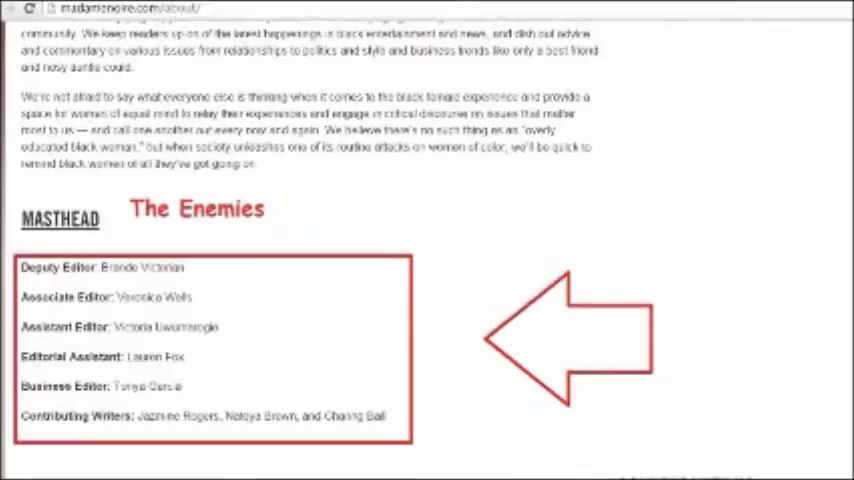 madamenoire.com/about/
community. We keep readers up on of the latest happenings in black entertainment and news, and dish out advice
and commentary on various issues from relationships to politics and style and business trends like only a best friend
and nosy auntie could.
We're not afraid to say what everyone else is thinking when it comes to the black female experience and provide a
space for women of equal mind to relay their experiences and engage in critical discourse on issues that matter
most to us — and call one another out every now and again. We believe there's no such thing as an "overly
educated black woman," but when society unleashes one of its routine attacks on women of color, we'll be quick to
remind black women of all they've got going on.
MASTHEAD
The Enemies
Deputy Editor: Brande Victorian
Associate Editor: Veronica Wells
Assistant Editor: Victoria Uwumarogie
Editorial Assistant: Lauren Fox
Business Editor: Tonya Garcia
Contributing Writers: Jazmine Rogers, Nateya Brown, and Charing Ball